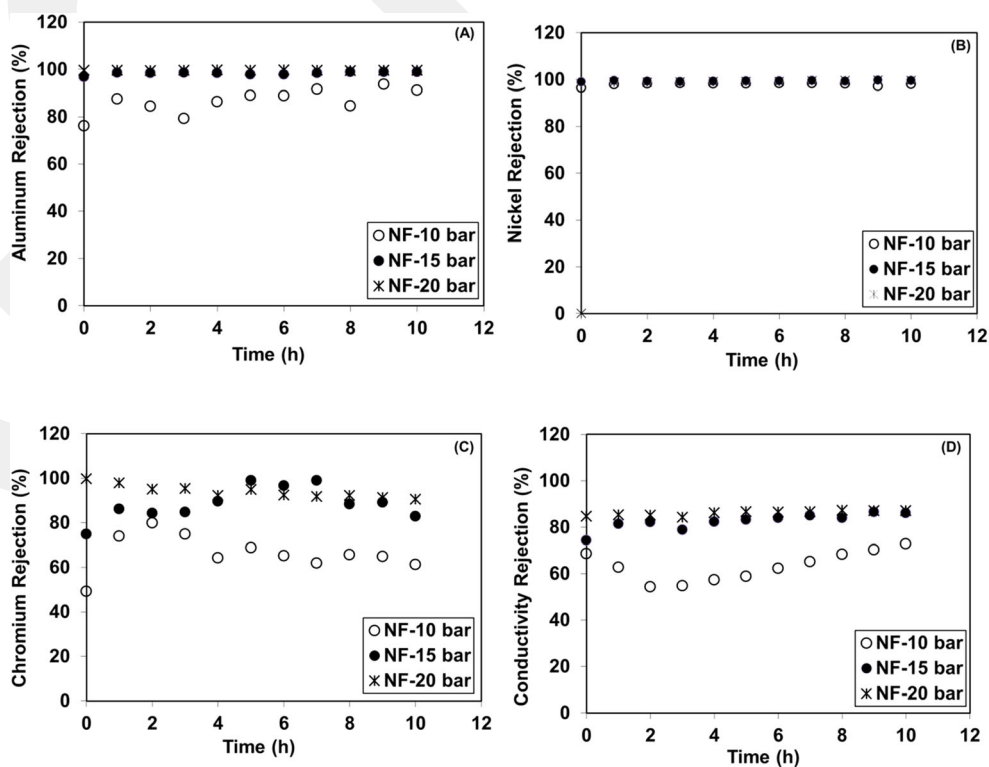 (A)
Aluminum Rejection (%)
120
100
80
60
40
20
0
0 2 4 6 8 10 12
Time (h)
NF-10 bar
NF-15 bar
NF-20 bar
(B)
Nickel Rejection (%)
120
100
80
60
40
20
0
0 2 4 6 8 10 12
Time (h)
NF-10 bar
NF-15 bar
NF-20 bar
(C)
Chromium Rejection (%)
120
100
80
60
40
20
0
0 2 4 6 8 10 12
Time (h)
NF-10 bar
NF-15 bar
NF-20 bar
(D)
Conductivity Rejection (%)
120
100
80
60
40
20
0
0 2 4 6 8 10 12
Time (h)
NF-10 bar
NF-15 bar
NF-20 bar